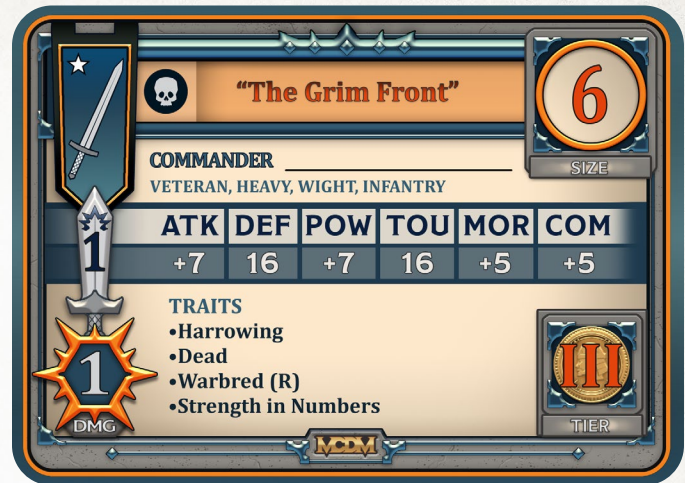 “The Grim Front”
6
SIZE
COMMANDER
VETERAN, HEAVY, WIGHT, INFANTRY
1
ATK DEF POW TOU MOR COM
+7 16 +7 16 +5 +5
TRAITS
•Harrowing
•Dead
•Warbred (R)
•Strength in Numbers
1
DMG
III
TIER
MCDM